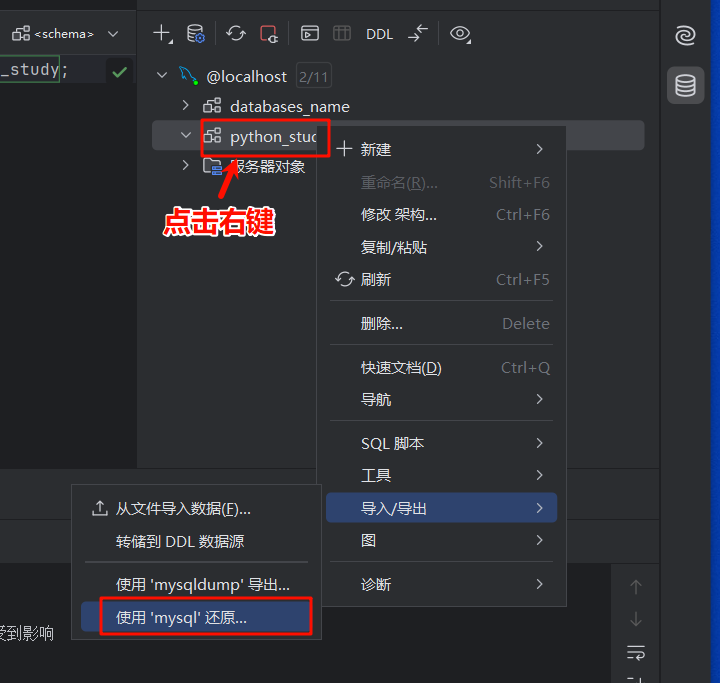 <schema>
DDL
_study;
@localhost 2/11
databases_name
python_stud
服务器对象
点击右键
新建
重命名(R)... Shift+F6
修改 架构... Ctrl+F6
复制/粘贴
刷新 Ctrl+F5
删除... Delete
快速文档(D) Ctrl+Q
导航
SQL 脚本
工具
导入/导出
图
诊断
从文件导入数据(F)...
转储到 DDL 数据源
使用 'mysqldump' 导出...
使用 'mysql' 还原...
受到影响